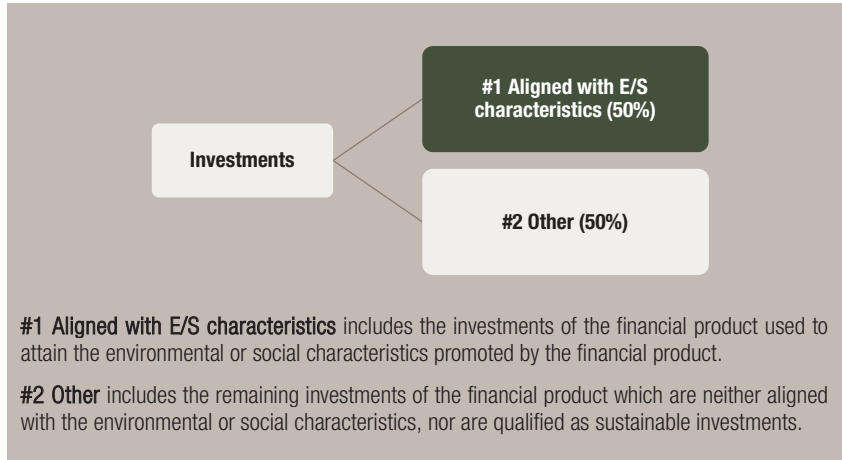 #1 Aligned with E/S
characteristics (50%)
Investments
#2 Other (50%)
#1 Aligned with E/S characteristics includes the investments of the financial product used to
attain the environmental or social characteristics promoted by the financial product.
#2 Other includes the remaining investments of the financial product which are neither aligned
with the environmental or social characteristics, nor are qualified as sustainable investments.